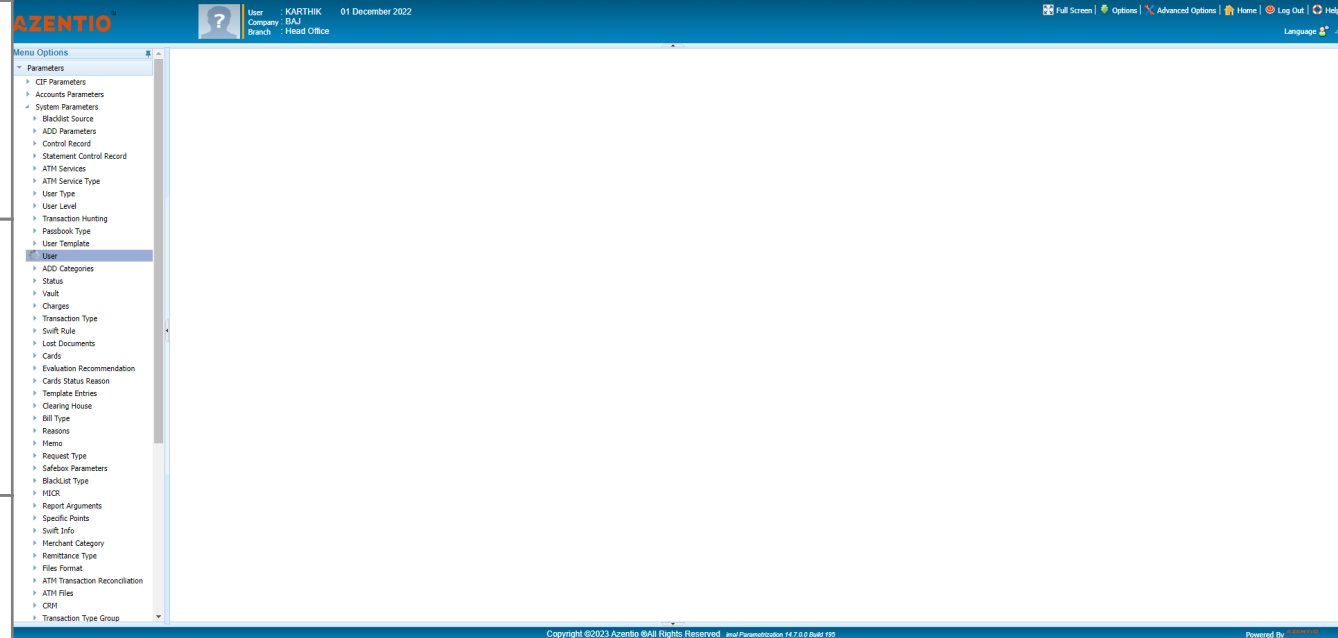 AZENTIO™
User : KARTHIK 01 December 2022
Company : BAJ
Branch : Head Office
Full Screen | Options | Advanced Options | Home | Log Out | Help
Language
Menu Options
Parameters
CIF Parameters
Accounts Parameters
System Parameters
Blacklist Source
ADD Parameters
Control Record
Statement Control Record
ATM Services
ATM Service Type
User Type
User Level
Transaction Hunting
Passbook Type
User Template
User
ADD Categories
Status
Vault
Charges
Transaction Type
Swift Rule
Lost Documents
Cards
Evaluation Recommendation
Cards Status Reason
Template Entries
Clearing House
Bill Type
Reasons
Memo
Request Type
Safebox Parameters
BlackList Type
MICR
Report Arguments
Specific Points
Swift Info
Merchant Category
Remittance Type
Files Format
ATM Transaction Reconciliation
ATM Files
CRM
Transaction Type Group
Copyright ©2023 Azentio ®All Rights Reserved imal Parametrization 14.7.0.0 Build 195
Powered By AZENTIO